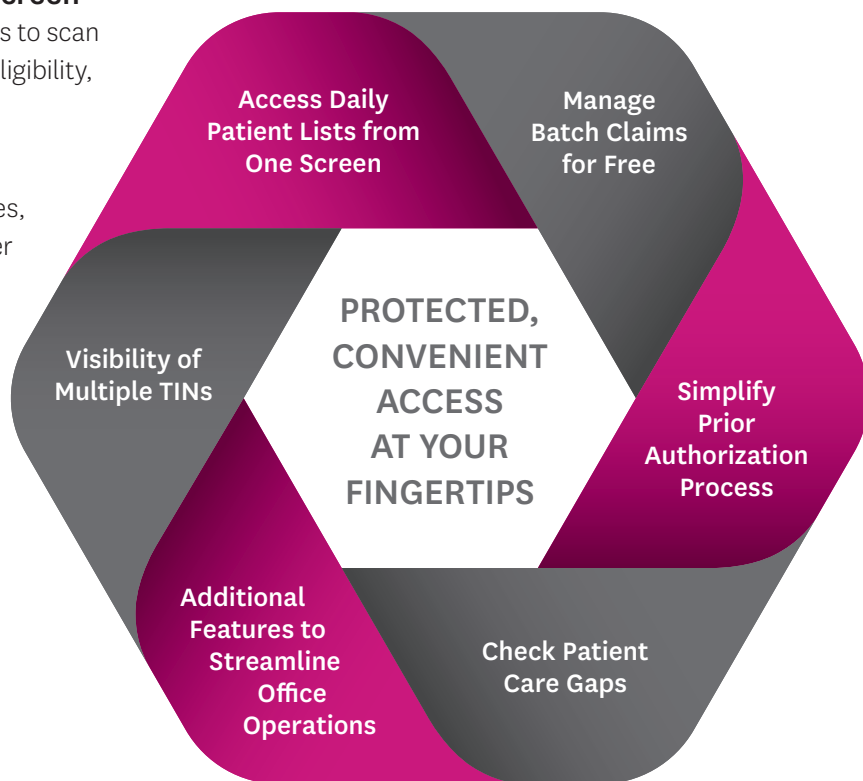 s to scan
ligibility,
es,
er
Access Daily
Patient Lists from
One Screen
Manage
Batch Claims
for Free
Visibility of
Multiple TINs
PROTECTED,
CONVENIENT
ACCESS
AT YOUR
FINGERTIPS
Simplify
Prior
Authorization
Process
Additional
Features to
Streamline
Office
Operations
Check Patient
Care Gaps